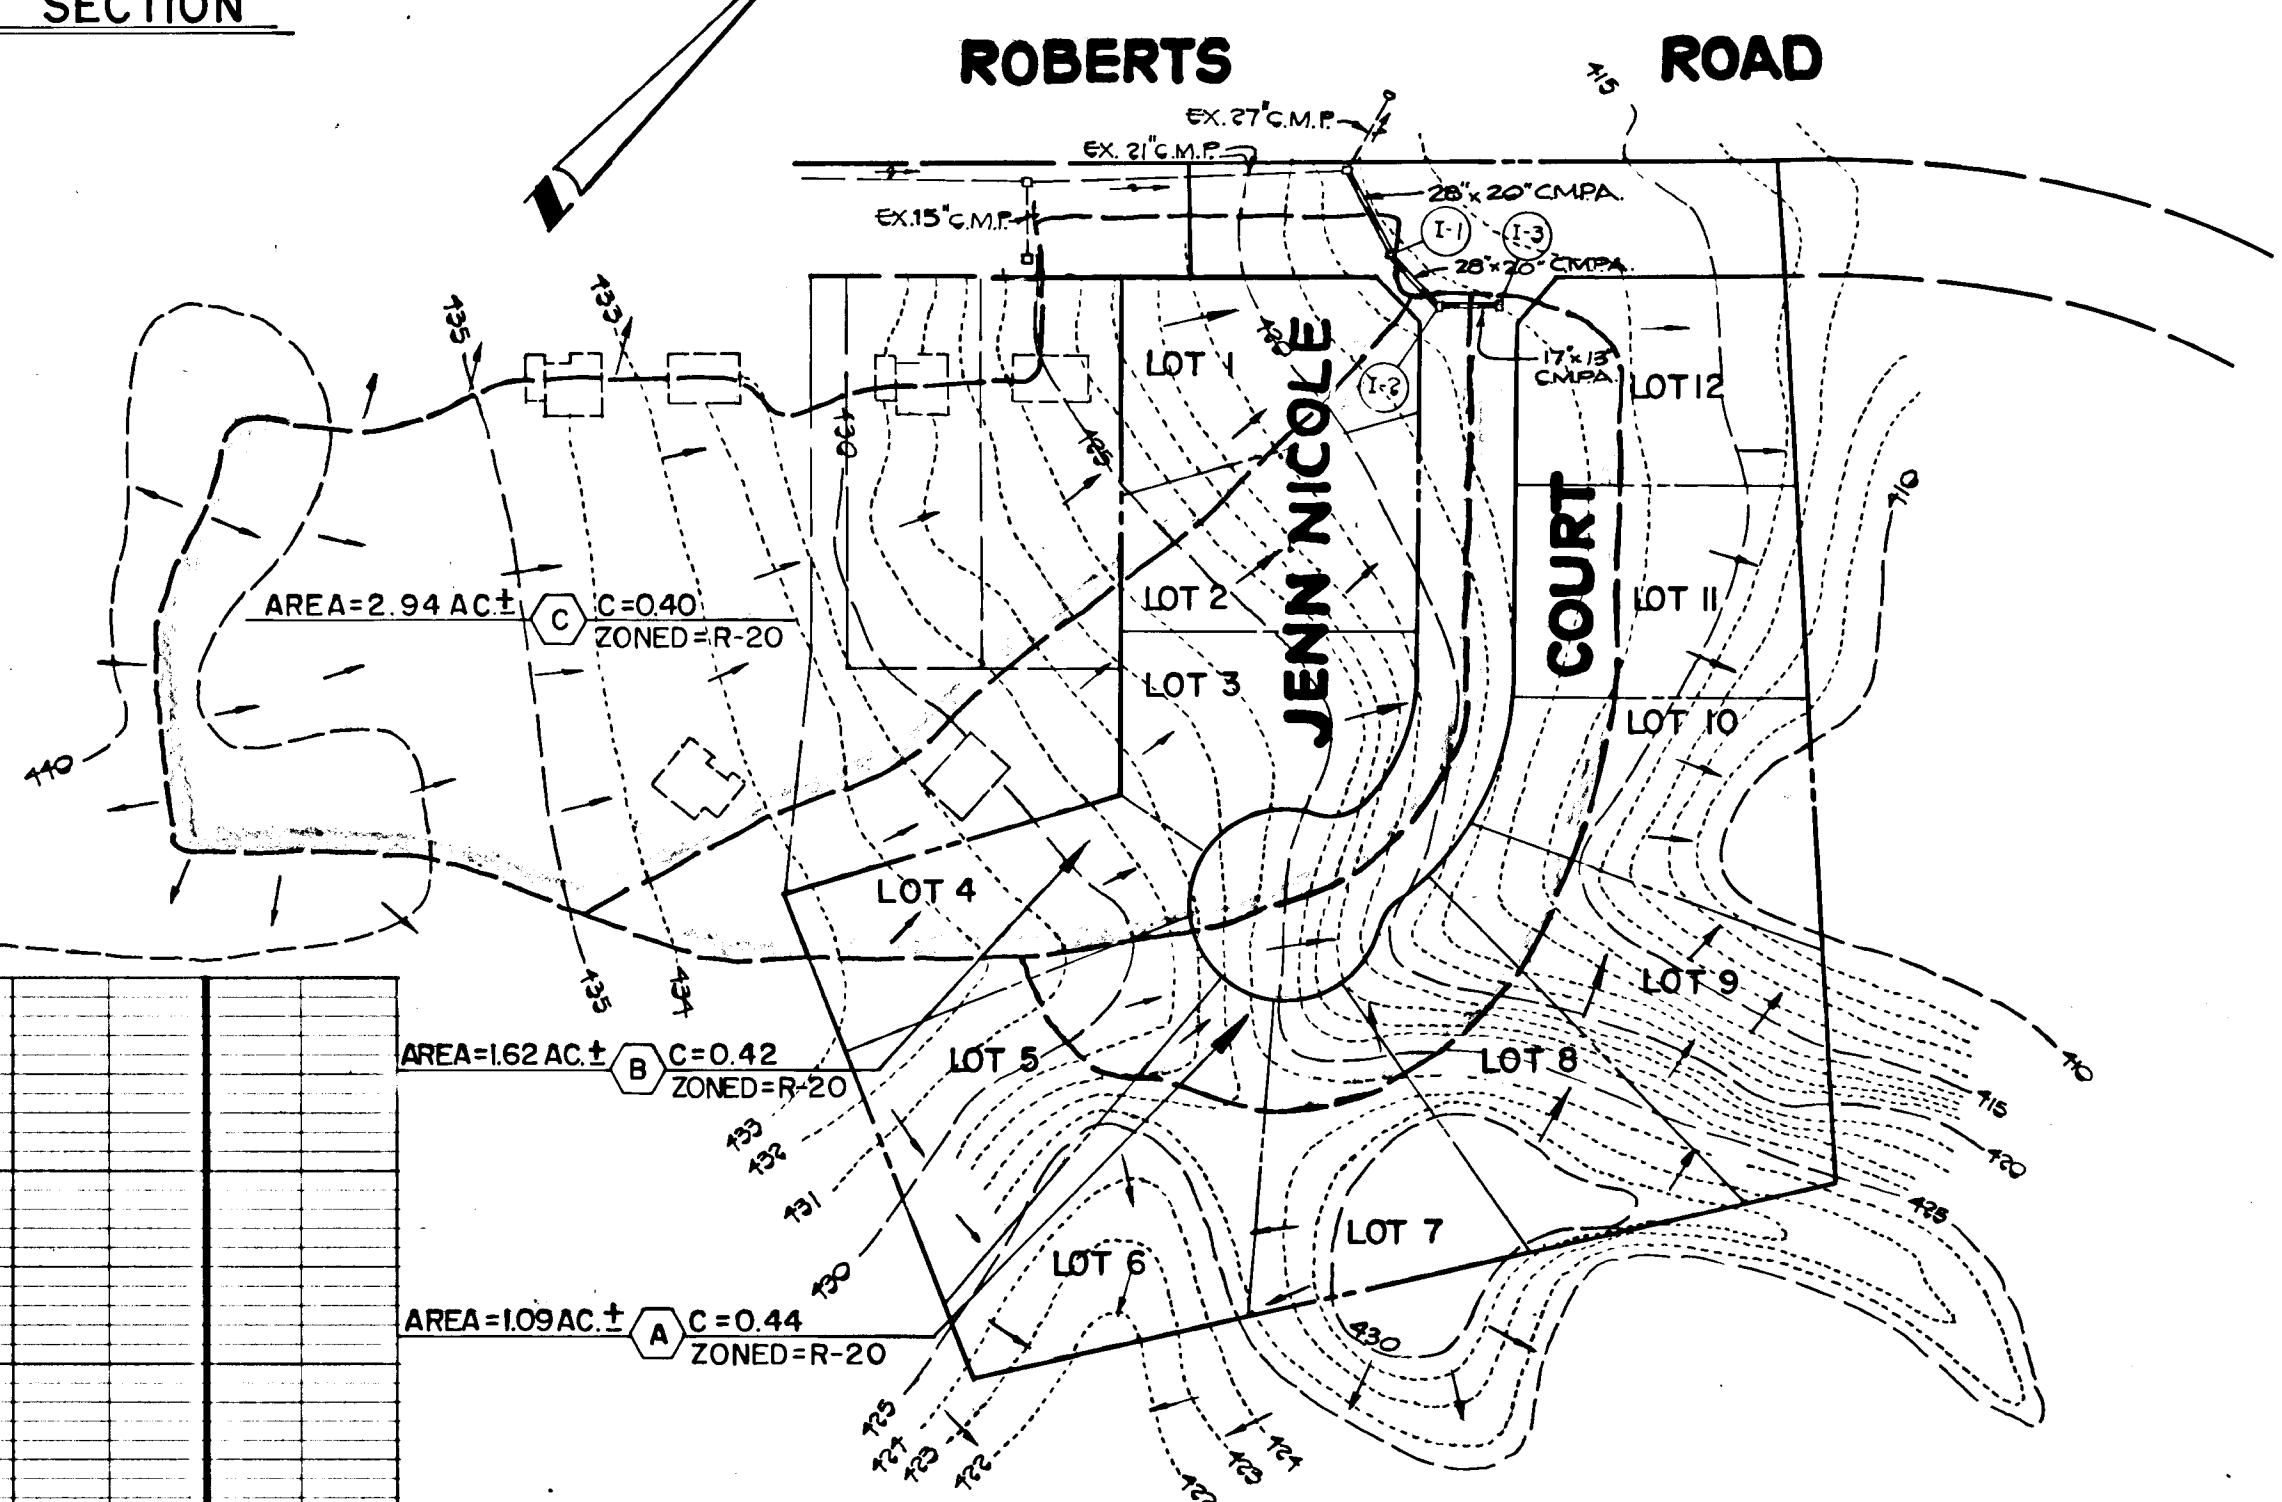 SECTION
ROBERTS ROAD
415
EX. 27" C.M.P.
EX. 21" C.M.P.
28" x 20" C.M.P.A.
EX. 15" C.M.P.
I-1
I-3
28" x 20" C.M.P.A.
435
433
420
LOT 1
17" x 13"
C.M.P.A.
I-2
LOT 12
430
425
JENN NICOLE
COURT
410
AREA=2.94 AC.±
C
C=0.40
ZONED=R-20
LOT 2
LOT 11
LOT 3
LOT 10
440
LOT 4
435
434
LOT 9
AREA=1.62 AC.±
B
C=0.42
ZONED=R-20
LOT 5
LOT 8
410
415
433
432
420
431
425
LOT 7
LOT 6
430
AREA=1.09 AC.±
A
C=0.44
ZONED=R-20
430
425
424
423
422
422
423
424